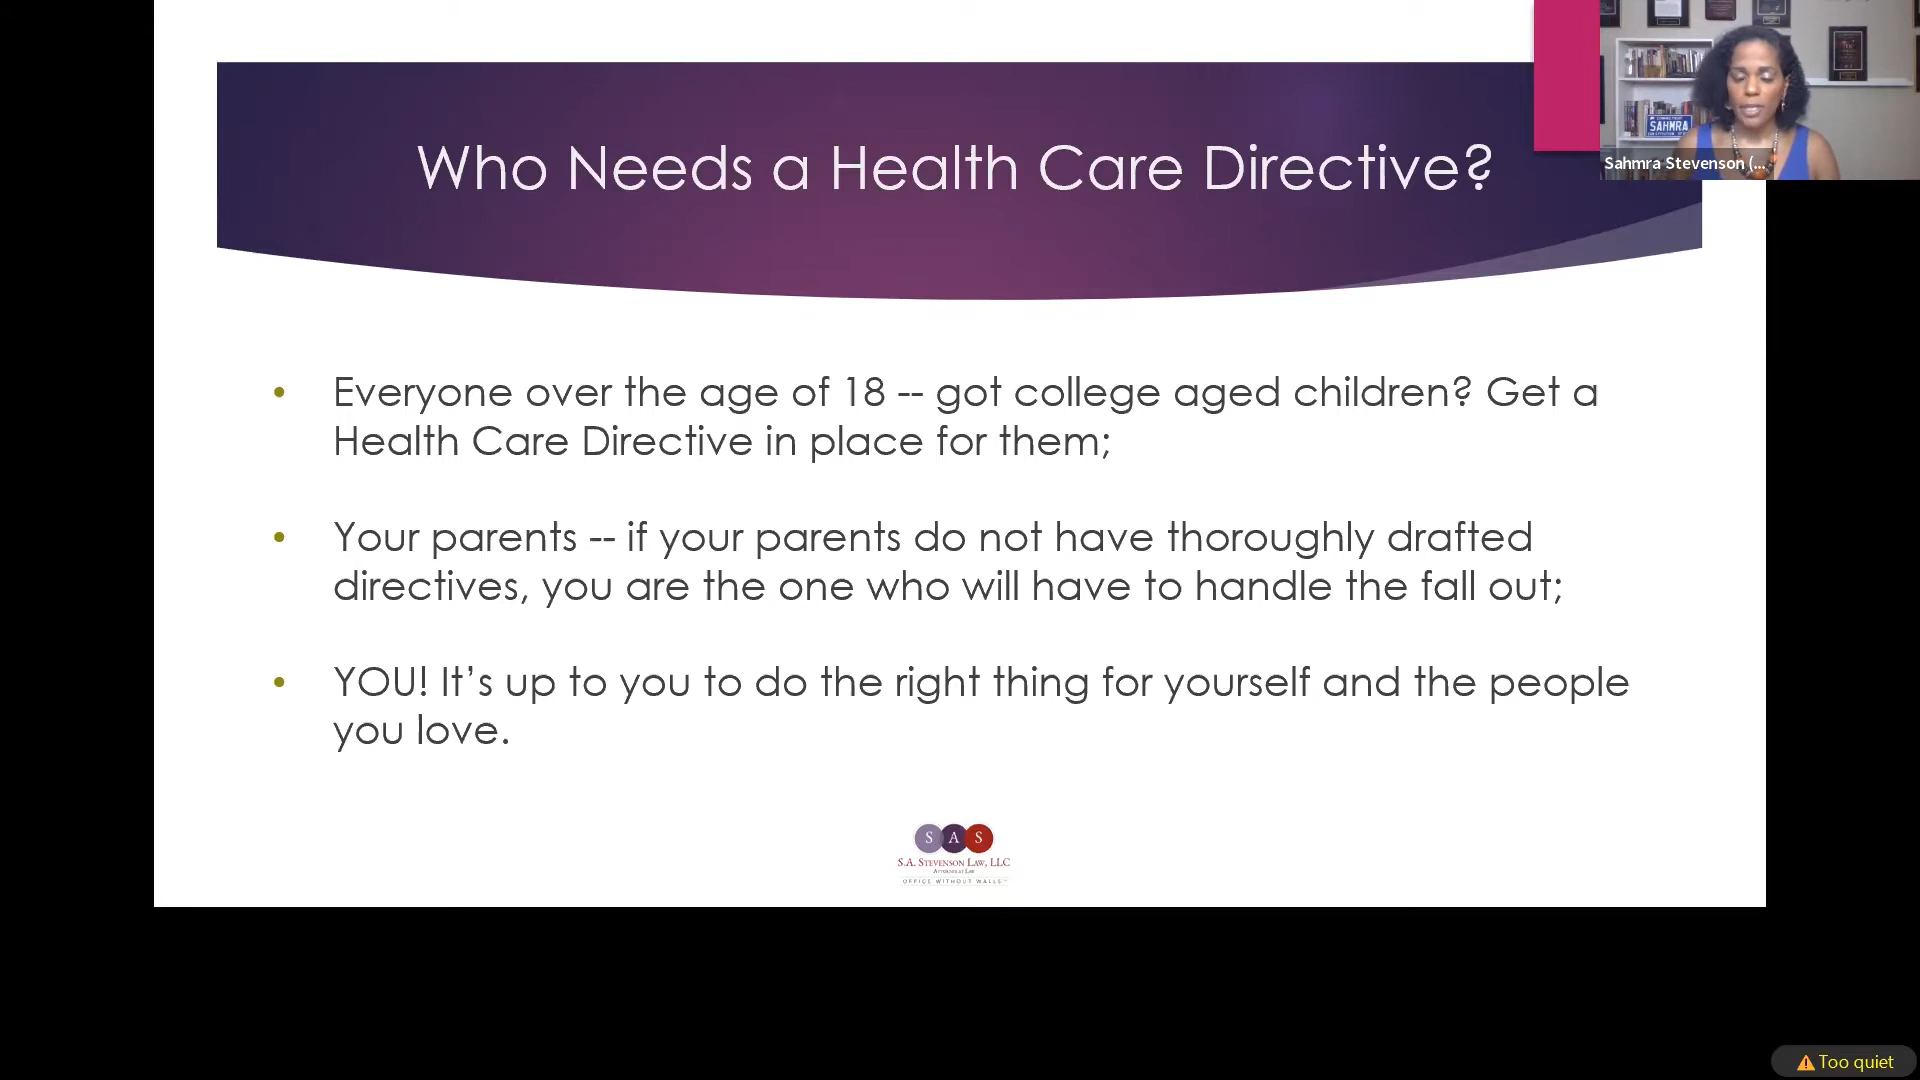 Who Needs a Health Care Directive?
SAHMRA
Sahmra Stevenson (...
• Everyone over the age of 18 -- got college aged children? Get a
Health Care Directive in place for them;
• Your parents -- if your parents do not have thoroughly drafted
directives, you are the one who will have to handle the fall out;
• YOU! It’s up to you to do the right thing for yourself and the people
you love.
S A S
S.A. STEVENSON LAW, LLC
ATTORNEY AT LAW
OFFICE WITHOUT WALLS
Too quiet